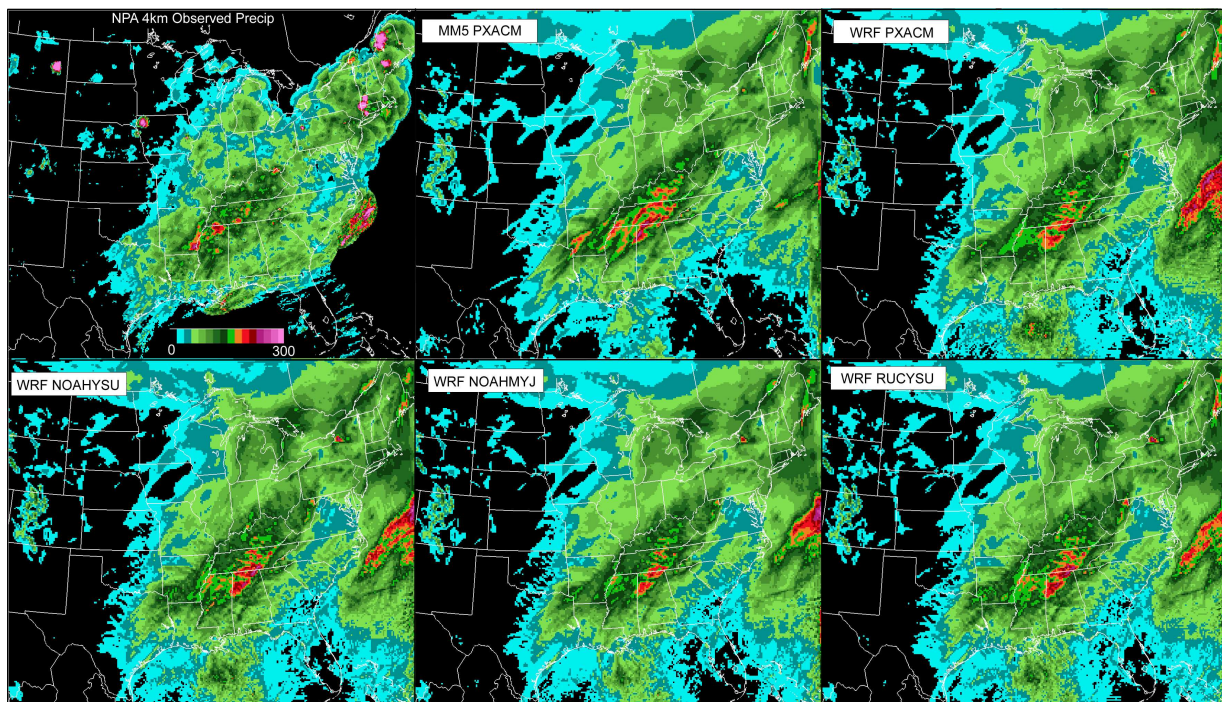 NPA 4km Observed Precip
MM5 PXACM
WRF PXACM
0
300
WRF NOAHYSU
WRF NOAHMYJ
WRF RUCYSU